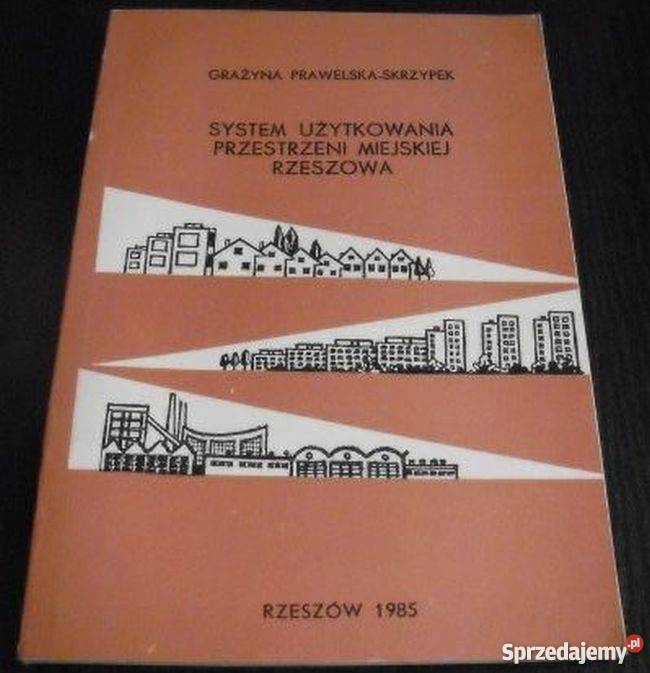 GRAŻYNA PRAWELSKA-SKRZYPEK
SYSTEM UŻYTKOWANIA
PRZESTRZENI MIEJSKIEJ
RZESZOWA
RZESZÓW 1985
Sprzedajemy.pl